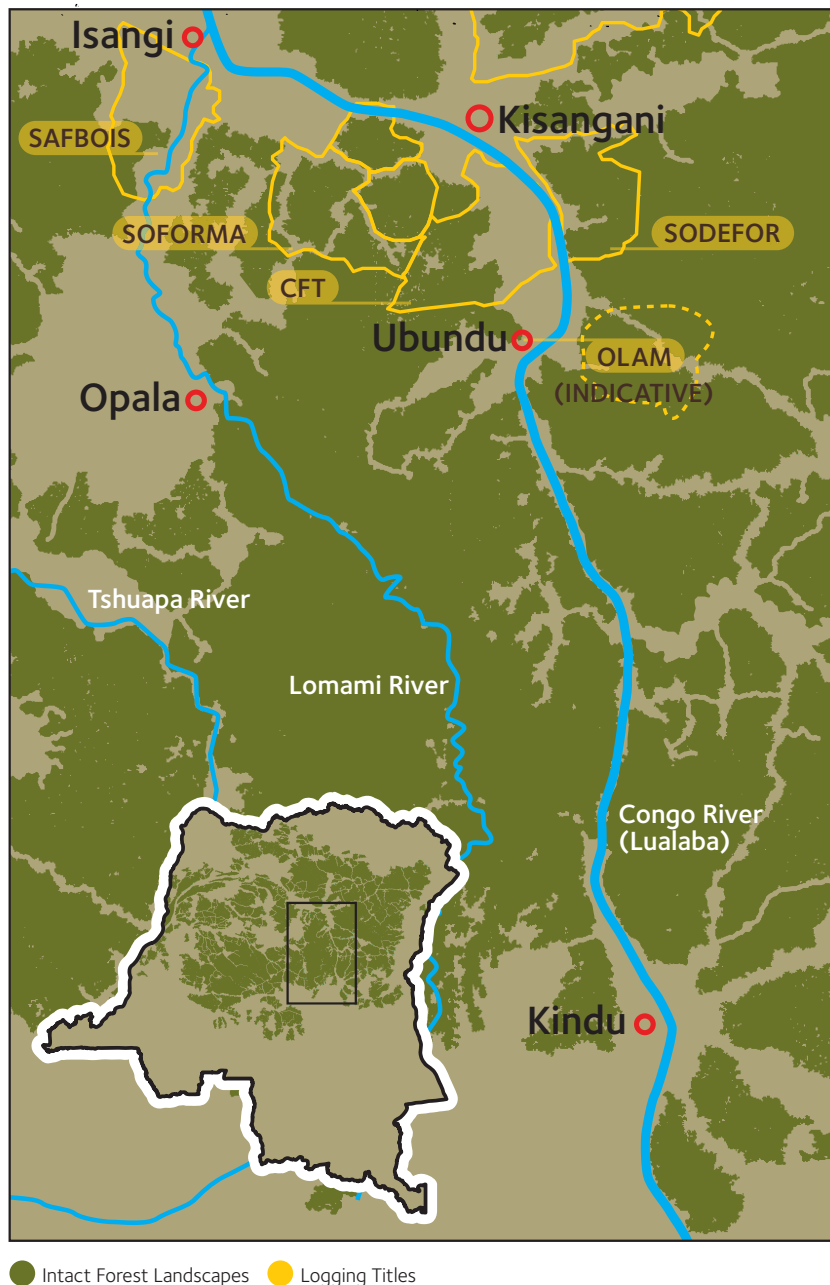 Isangi
Kisangani
SAFBOIS
SOFORMA
SODEFOR
CFT
Ubundu
OLAM
(INDICATIVE)
Opala
Tshuapa River
Lomami River
Congo River
(Lualaba)
Kindu
Intact Forest Landscapes
Logging Titles